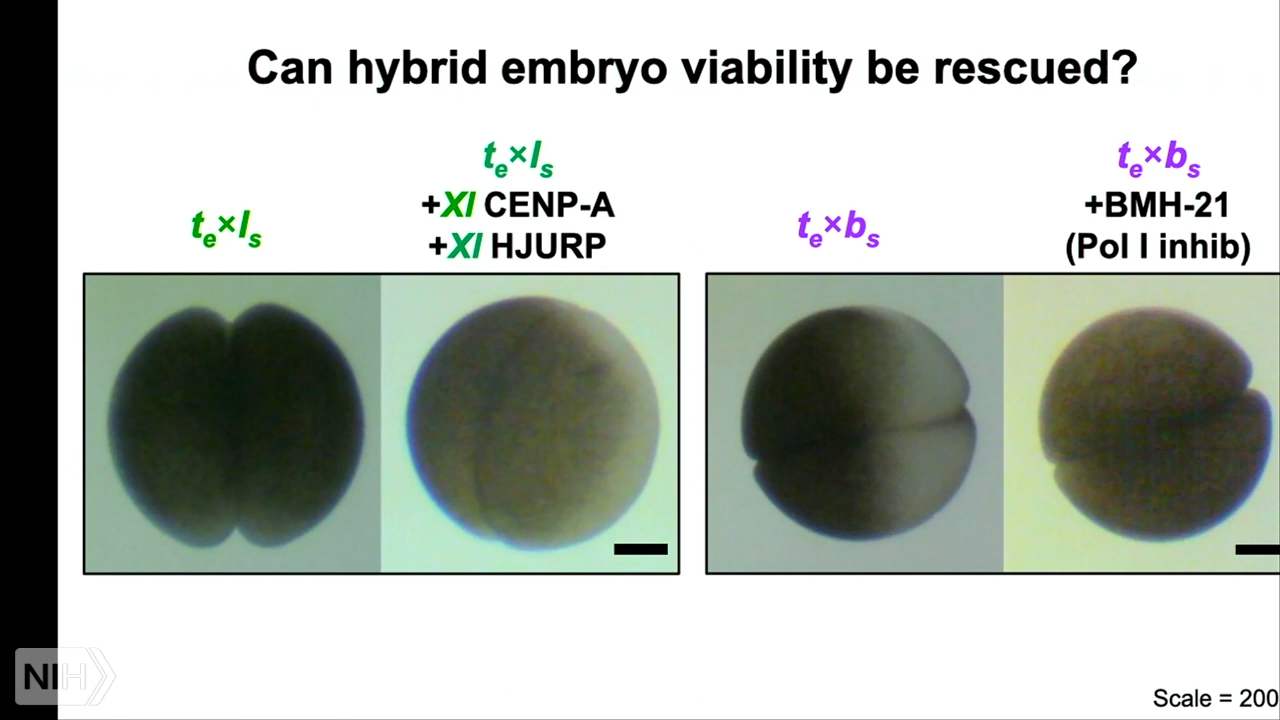 Can hybrid embryo viability be rescued?
te×ls
te×ls
+Xl CENP-A
+Xl HJURP
te×bs
te×bs
+BMH-21
(Pol I inhib)
NIH
Scale = 200